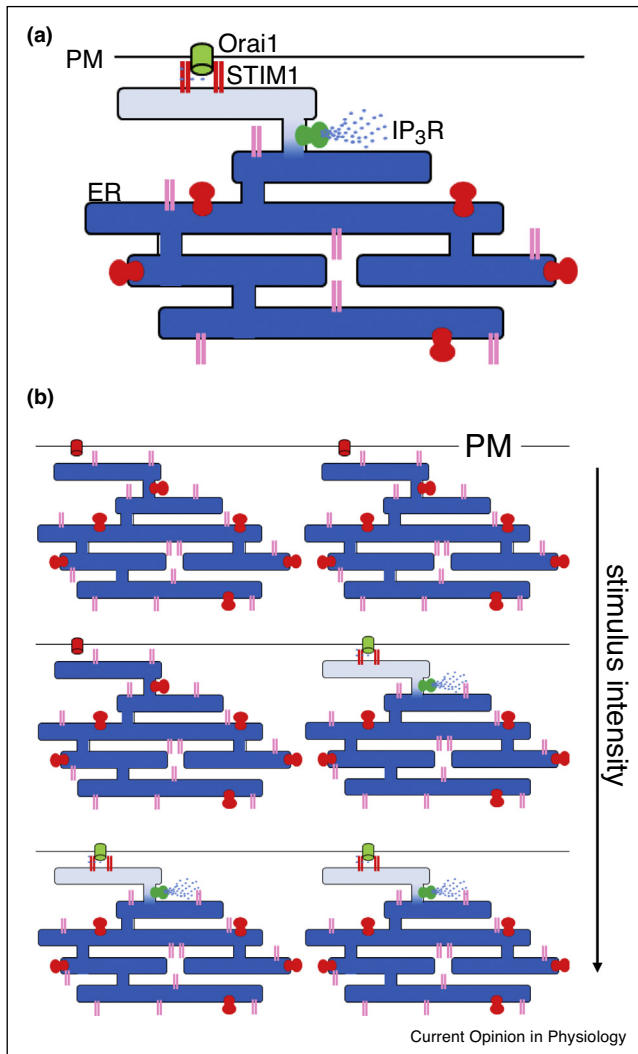 (a)
Orai1
PM
STIM1
IP₃R
ER
(b)
PM
stimulus intensity
Current Opinion in Physiology